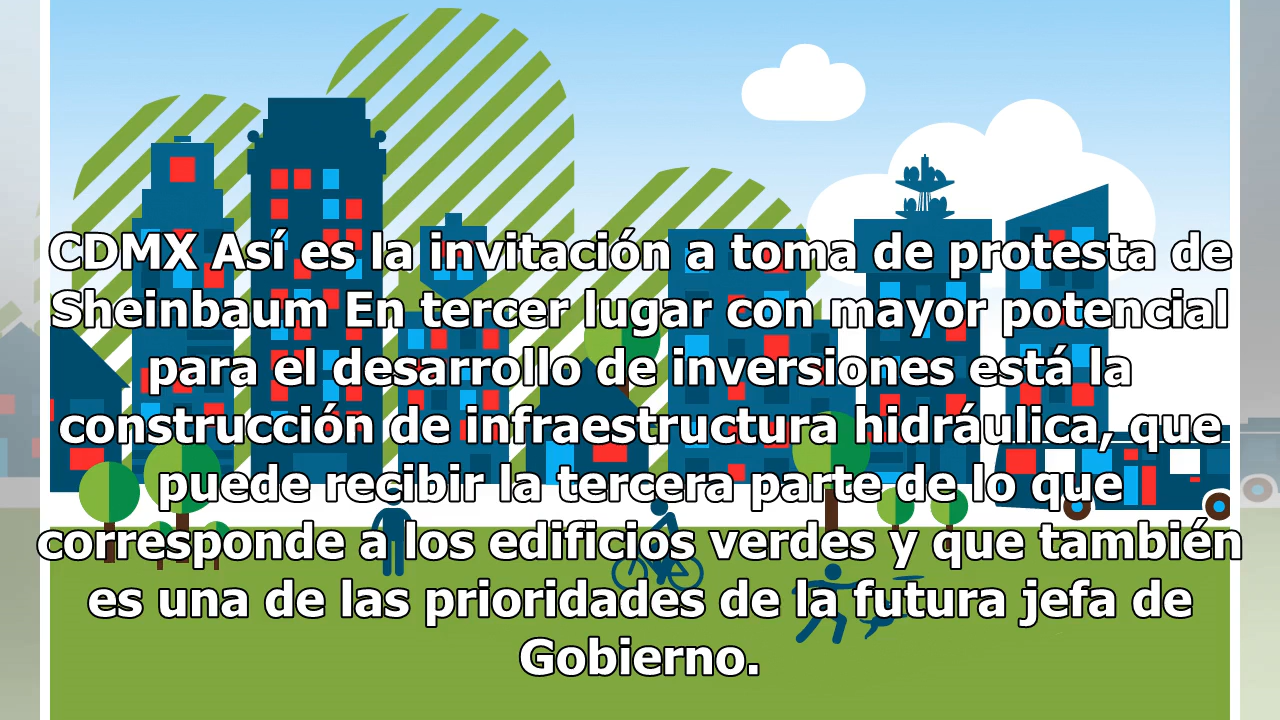 CDMX Así es la invitación a toma de protesta de
Sheinbaum En tercer lugar con mayor potencial
para el desarrollo de inversiones está la
construcción de infraestructura hidráulica, que
puede recibir la tercera parte de lo que
corresponde a los edificios verdes y que también
es una de las prioridades de la futura jefa de
Gobierno.